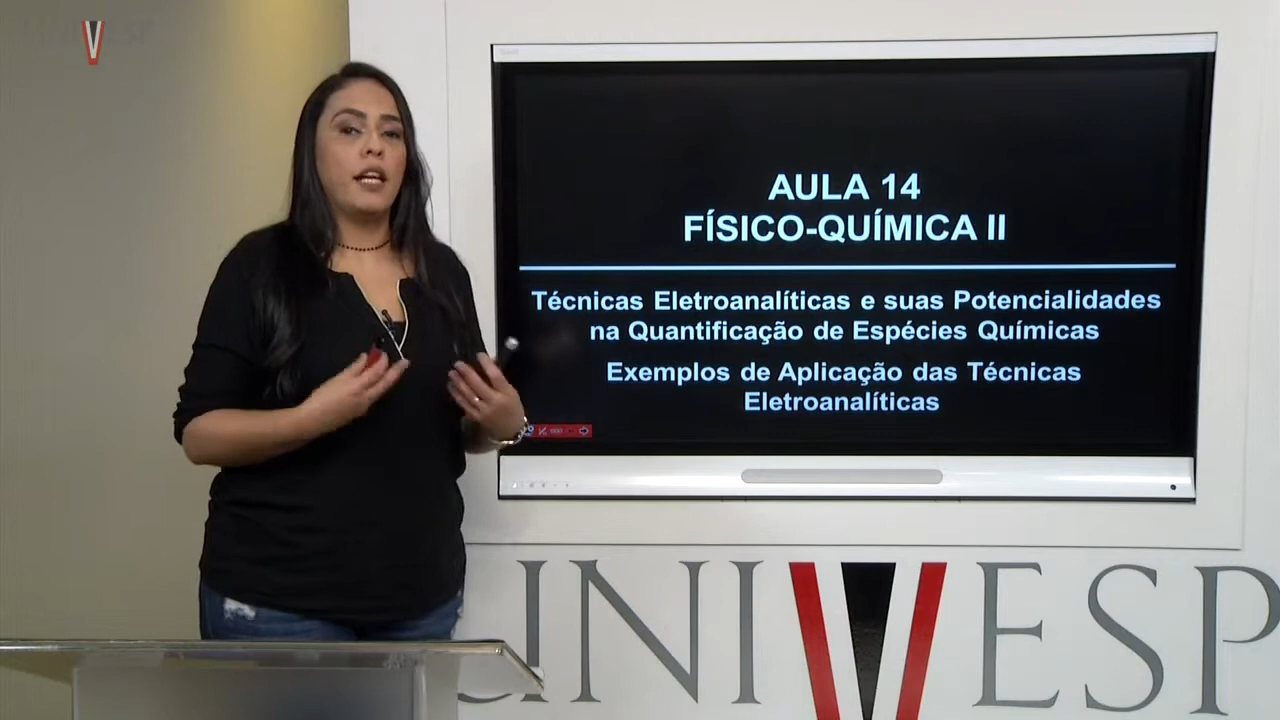 UNIVESP
AULA 14
FÍSICO-QUÍMICA II
Técnicas Eletroanalíticas e suas Potencialidades
na Quantificação de Espécies Químicas
Exemplos de Aplicação das Técnicas
Eletroanalíticas
UNIVESP